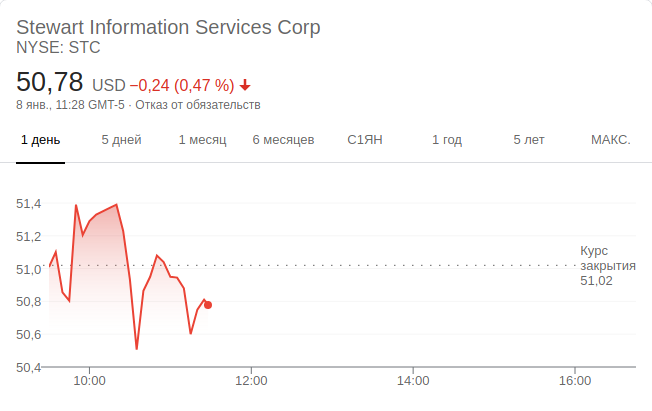 Stewart Information Services Corp
NYSE: STC
50,78 USD −0,24 (0,47 %)
8 янв., 11:28 GMT-5 · Отказ от обязательств
1 день 5 дней 1 месяц 6 месяцев С1ЯН 1 год 5 лет МАКС.
51,4
51,2
51,0
50,8
50,6
50,4
Курс
закрытия
51,02
10:00 12:00 14:00 16:00